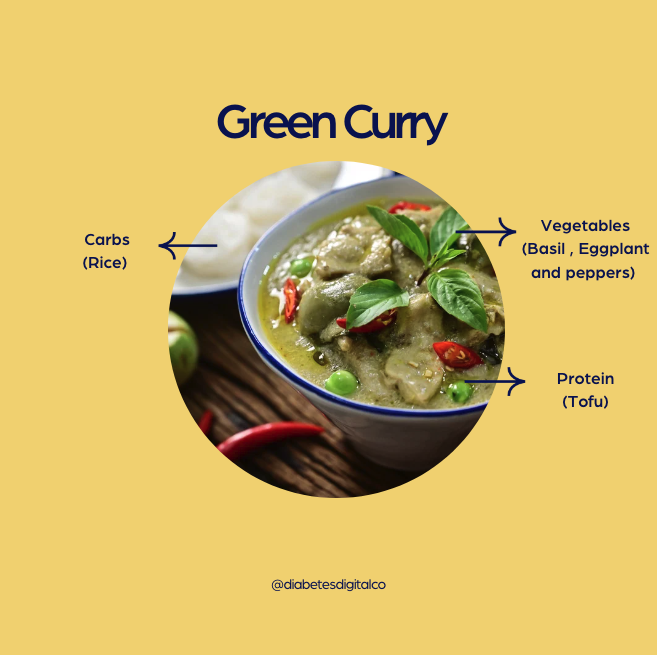 Green Curry
Carbs
(Rice)
Vegetables
(Basil , Eggplant
and peppers)
Protein
(Tofu)
@diabetesdigitalco